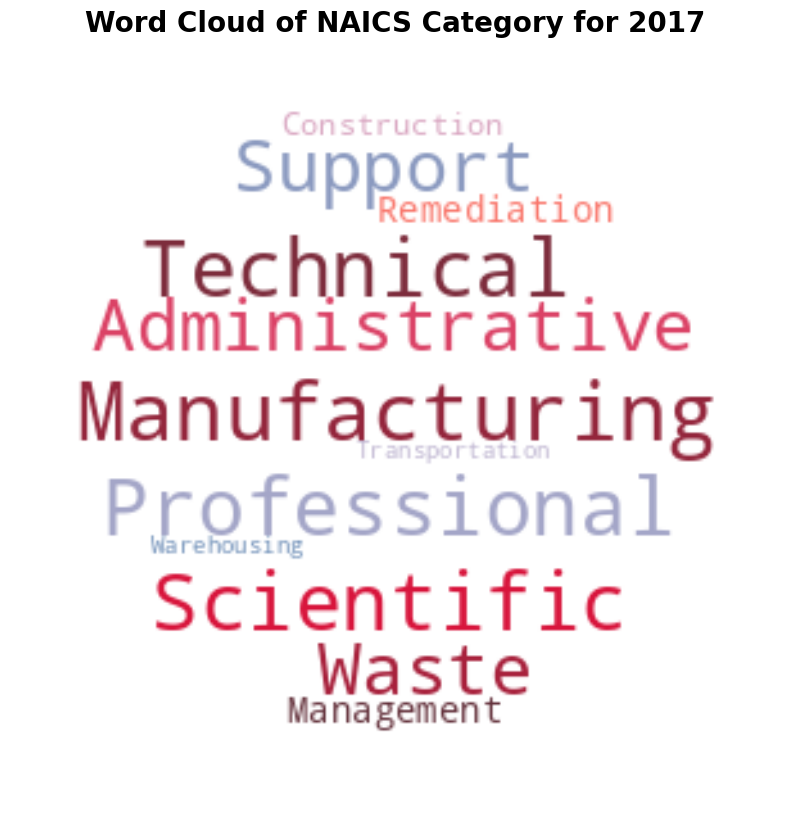 Word Cloud of NAICS Category for 2017
Construction
Support
Remediation
Technical
Administrative
Manufacturing
Transportation
Professional
Warehousing
Scientific
Waste
Management